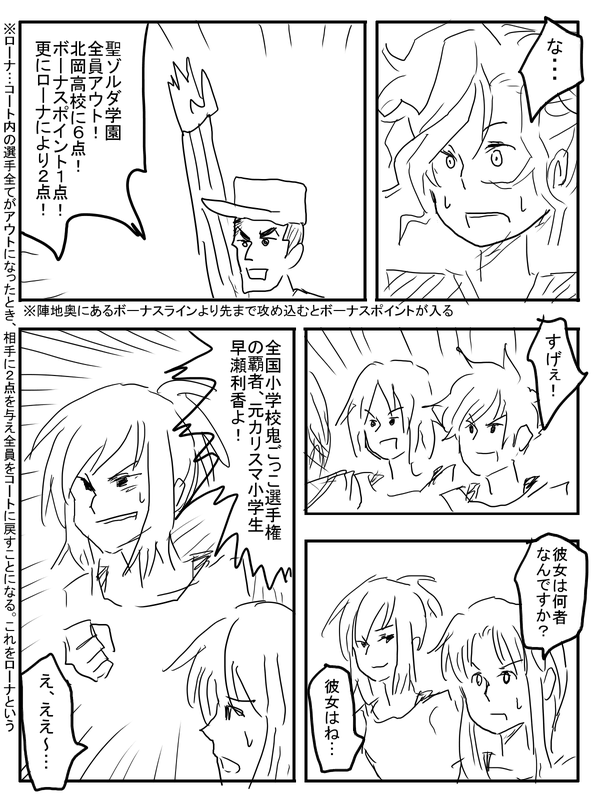 な・・・
聖ゾルダ学園
全員アウト！
北岡高校に６点！
ボーナスポイント１点！
更にローナにより２点！
※陣地奥にあるボーナスラインより先まで攻め込むとボーナスポイントが入る
すげぇ！
彼女は何者
なんですか？
彼女はね…
全国小学校鬼ごっこ選手権
の覇者、元カリスマ小学生
早瀬利香よ！
え、ええ～…
※ローナ…コート内の選手全てがアウトになったとき、相手に２点を与え全員をコートに戻すことになる。これをローナという